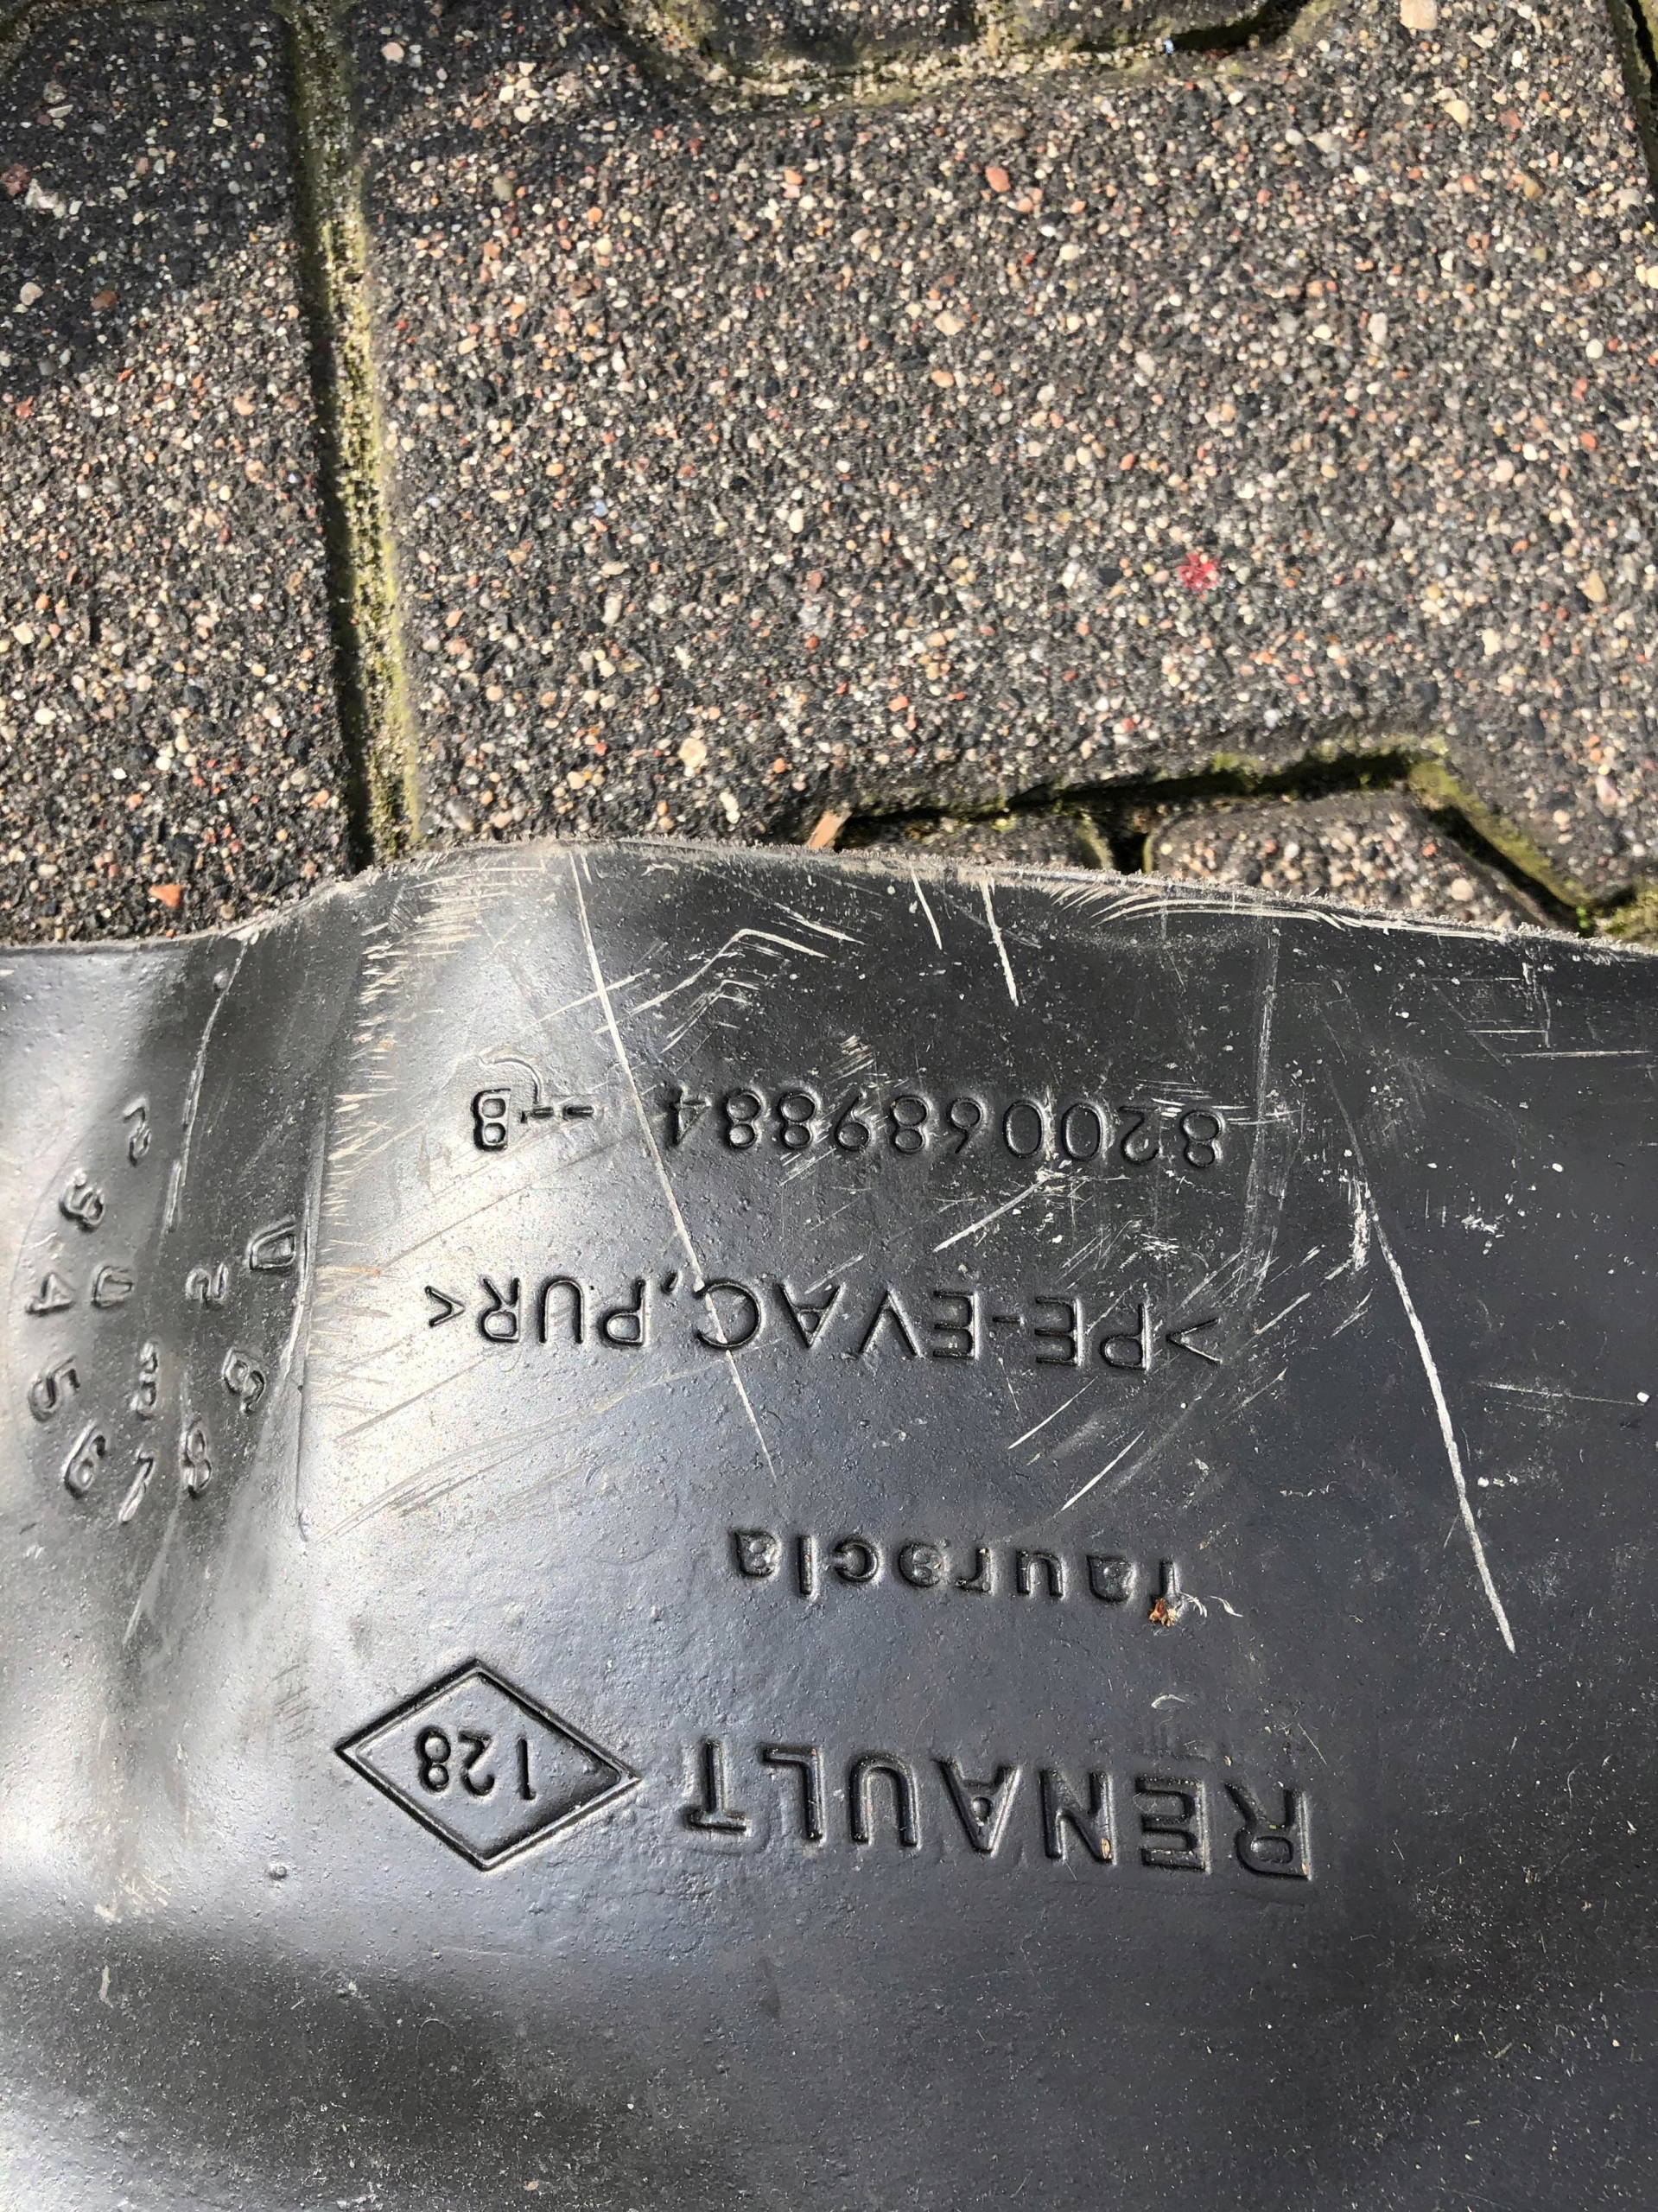 RENAULT 128
faurecia
>PE-EVAC,PUR<
8200689884 --B